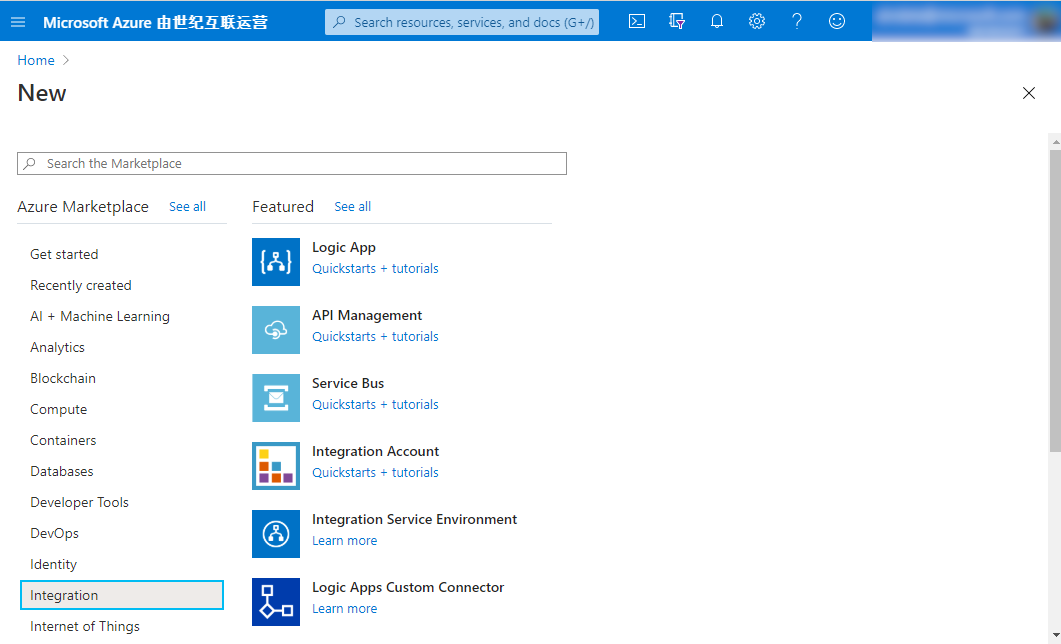 Microsoft Azure 由世纪互联运营
Search resources, services, and docs (G+/)
Home
New
Search the Marketplace
Azure Marketplace See all
Get started
Recently created
AI + Machine Learning
Analytics
Blockchain
Compute
Containers
Databases
Developer Tools
DevOps
Identity
Integration
Internet of Things
Featured See all
Logic App
Quickstarts + tutorials
API Management
Quickstarts + tutorials
Service Bus
Quickstarts + tutorials
Integration Account
Quickstarts + tutorials
Integration Service Environment
Learn more
Logic Apps Custom Connector
Learn more